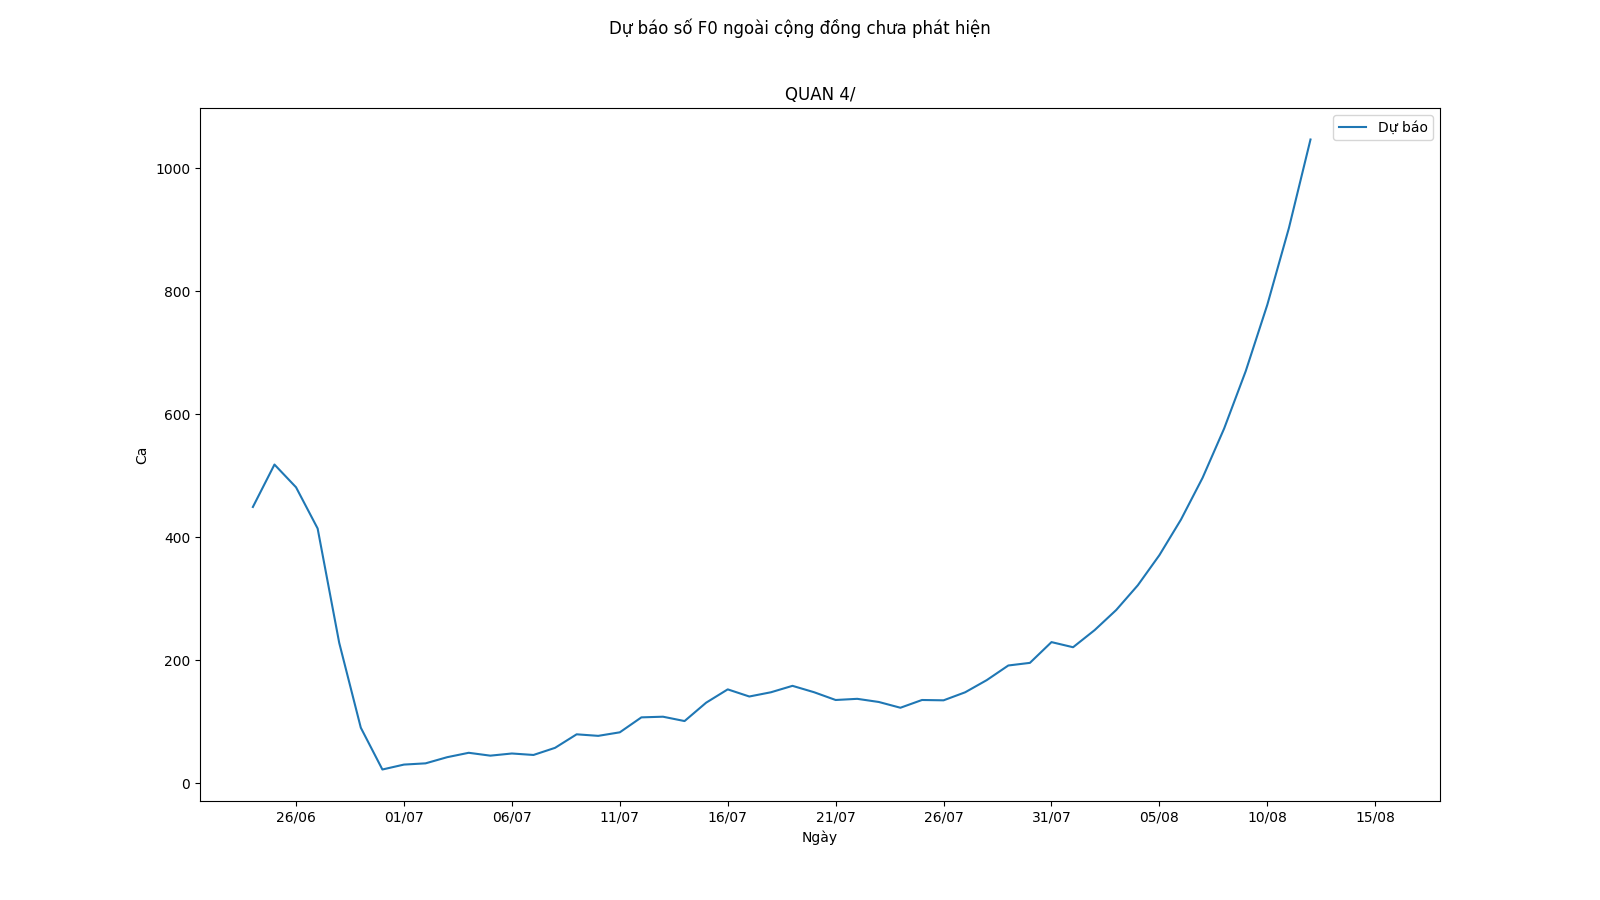 Dự báo số F0 ngoài cộng đồng chưa phát hiện
QUAN 4/
Dự báo
1000
800
600
400
200
0
Ca
26/06 01/07 06/07 11/07 16/07 21/07 26/07 31/07 05/08 10/08 15/08
Ngày